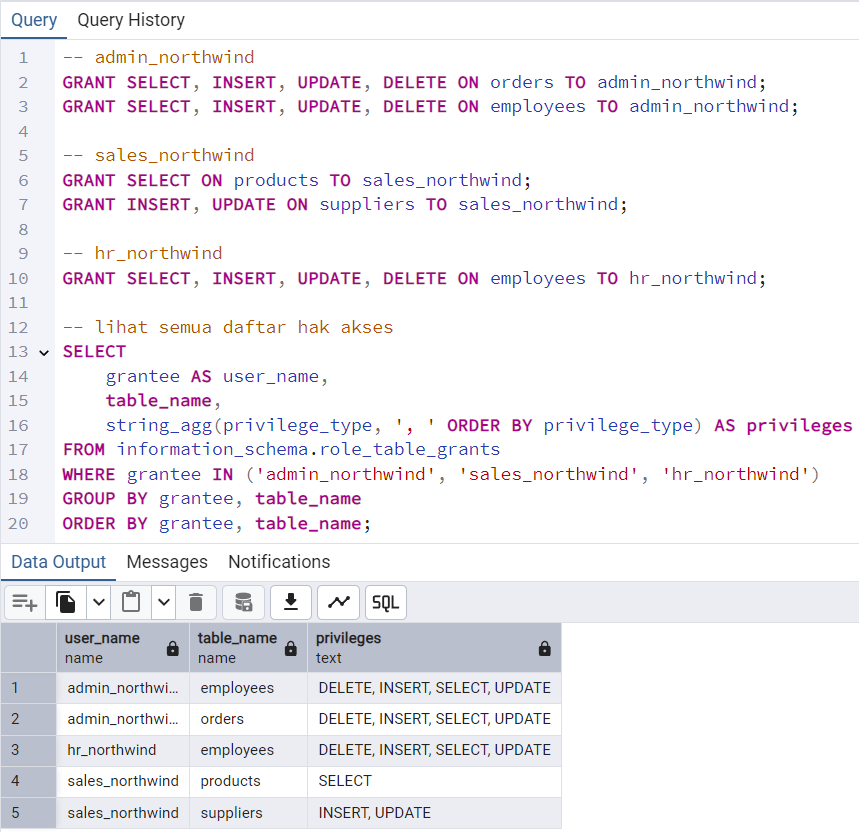 Query Query History
1 -- admin_northwind
2 GRANT SELECT, INSERT, UPDATE, DELETE ON orders TO admin_northwind;
3 GRANT SELECT, INSERT, UPDATE, DELETE ON employees TO admin_northwind;
4
5 -- sales_northwind
6 GRANT SELECT ON products TO sales_northwind;
7 GRANT INSERT, UPDATE ON suppliers TO sales_northwind;
8
9 -- hr_northwind
10 GRANT SELECT, INSERT, UPDATE, DELETE ON employees TO hr_northwind;
11
12 -- lihat semua daftar hak akses
13 SELECT
14 grantee AS user_name,
15 table_name,
16 string_agg(privilege_type, ', ' ORDER BY privilege_type) AS privileges
17 FROM information_schema.role_table_grants
18 WHERE grantee IN ('admin_northwind', 'sales_northwind', 'hr_northwind')
19 GROUP BY grantee, table_name
20 ORDER BY grantee, table_name;
Data Output Messages Notifications
SQL
user_name table_name privileges
name name text
1 admin_northwi... employees DELETE, INSERT, SELECT, UPDATE
2 admin_northwi... orders DELETE, INSERT, SELECT, UPDATE
3 hr_northwind employees DELETE, INSERT, SELECT, UPDATE
4 sales_northwind products SELECT
5 sales_northwind suppliers INSERT, UPDATE